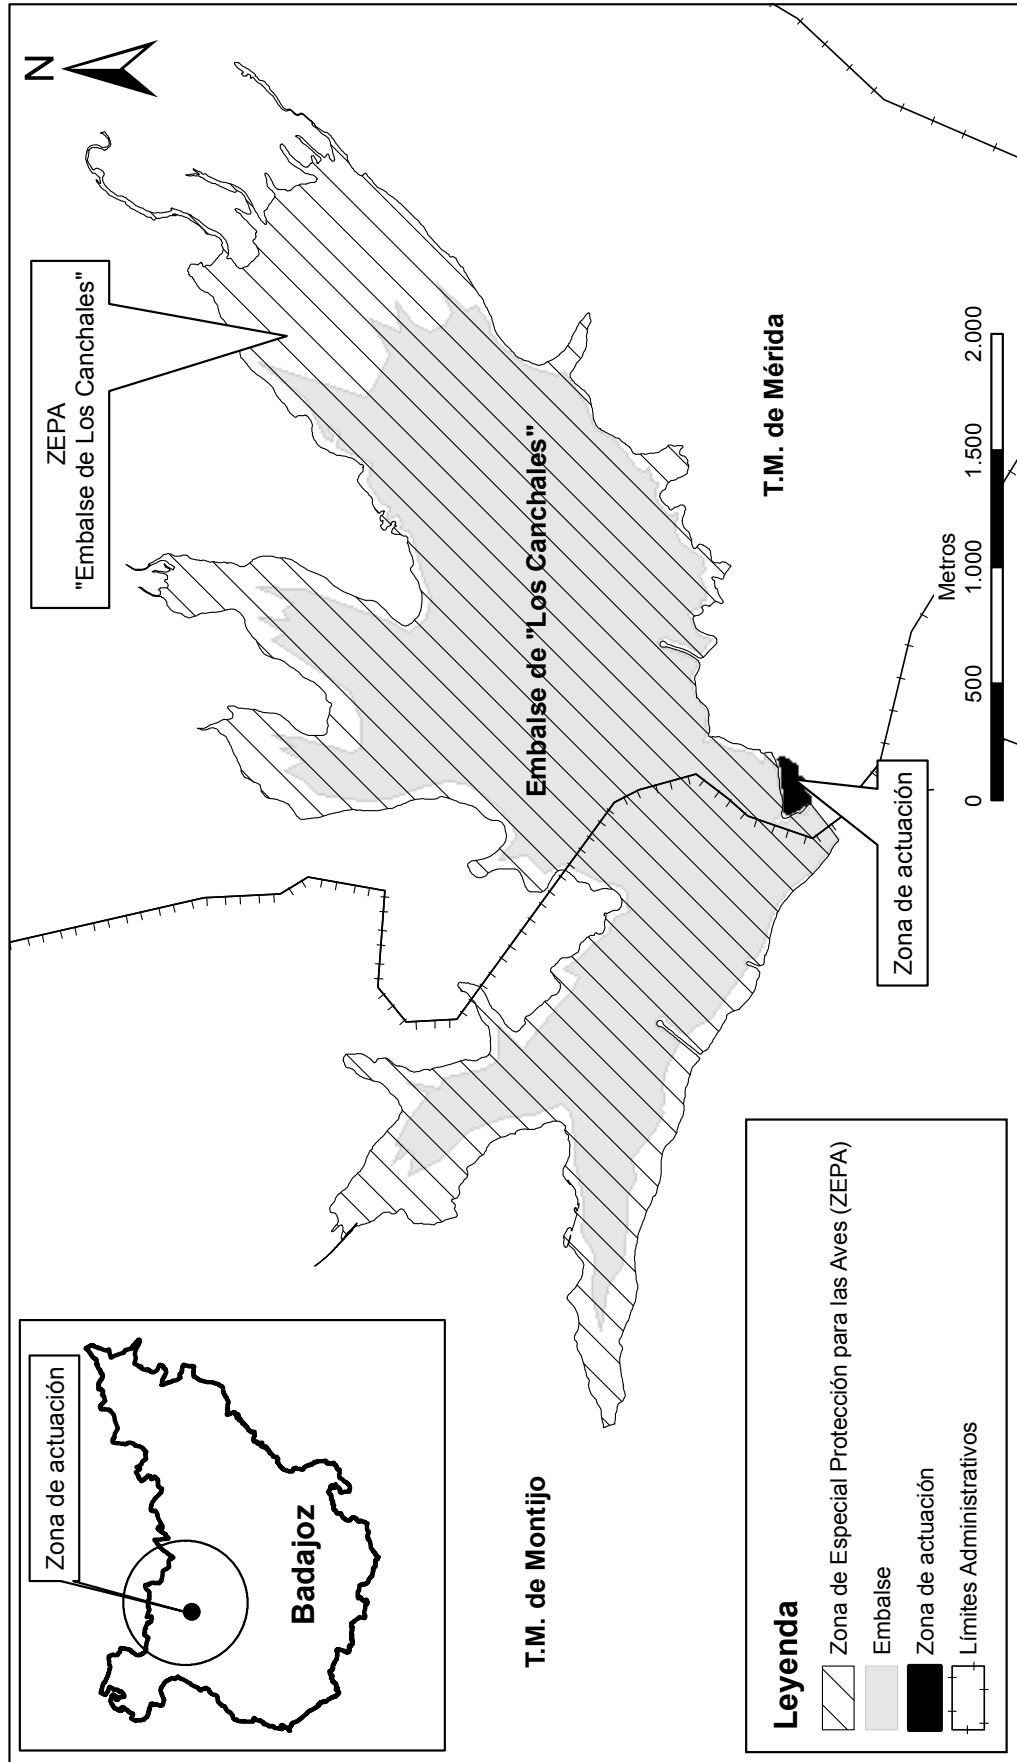 Zona de actuación
Badajoz
ZEPA
"Embalse de Los Canchales"
N
Embalse de "Los Canchales"
T.M. de Montijo
T.M. de Mérida
Zona de actuación
Leyenda
Zona de Especial Protección para las Aves (ZEPA)
Embalse
Zona de actuación
Límites Administrativos
Metros
0 500 1.000 1.500 2.000